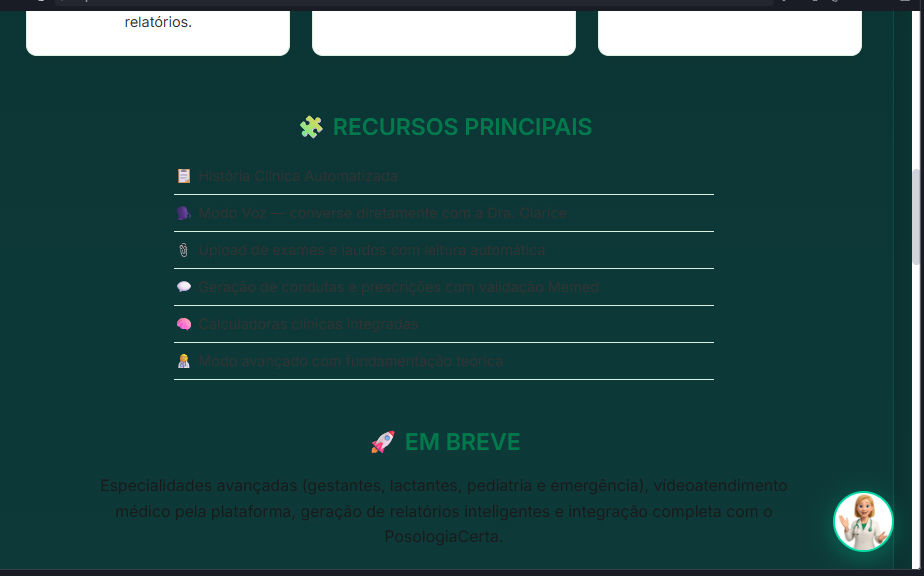 relatórios.
RECURSOS PRINCIPAIS
História Clínica Automatizada
Modo Voz — converse diretamente com a Dra. Clarice
Upload de exames e laudos com leitura automática
Geração de condutas e prescrições com validação Memed
Calculadoras clínicas integradas
Modo avançado com fundamentação teórica
EM BREVE
Especialidades avançadas (gestantes, lactantes, pediatria e emergência), vídeoatendimento
médico pela plataforma, geração de relatórios inteligentes e integração completa com o
PosologiaCerta.